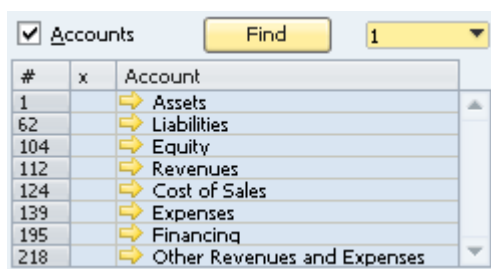 Accounts Find 1
# x Account
1 Assets
62 Liabilities
104 Equity
112 Revenues
124 Cost of Sales
139 Expenses
195 Financing
218 Other Revenues and Expenses